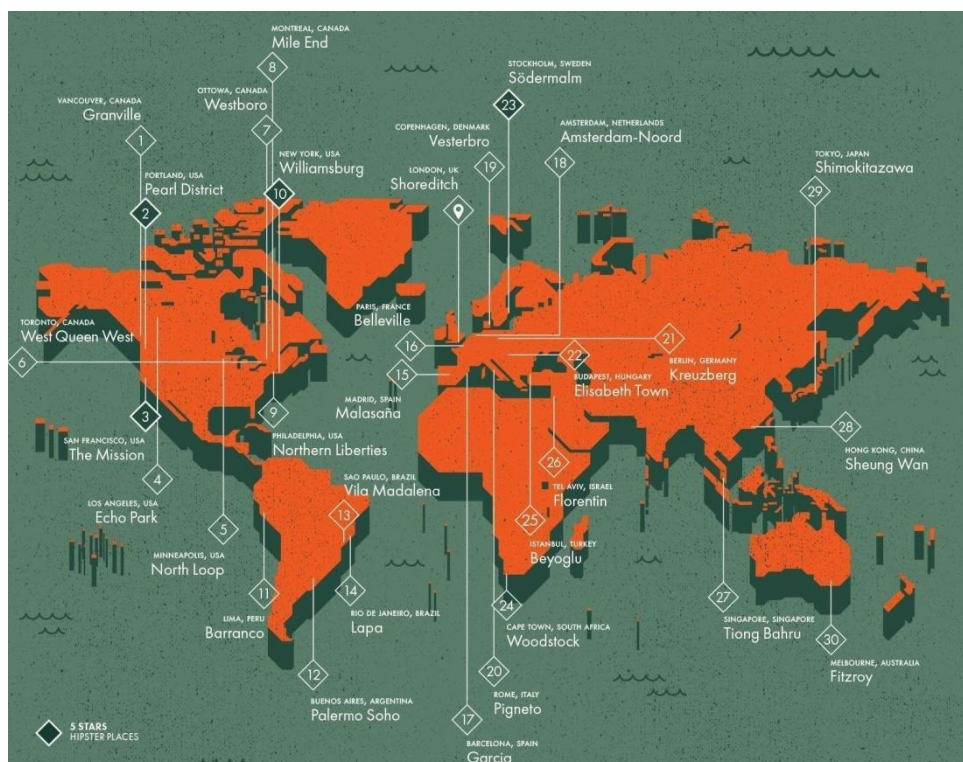 MONTREAL, CANADA
Mile End
8
OTTOWA, CANADA
Westboro
7
VANCOUVER, CANADA
Granville
1
PORTLAND, USA
Pearl District
2
NEW YORK, USA
Williamsburg
10
STOCKHOLM, SWEDEN
Södermalm
23
COPENHAGEN, DENMARK
Vesterbro
19
AMSTERDAM, NETHERLANDS
Amsterdam-Noord
18
LONDON, UK
Shoreditch
TOKYO, JAPAN
Shimokitazawa
29
TORONTO, CANADA
West Queen West
6
PARIS, FRANCE
Belleville
16
15
MADRID, SPAIN
Malasaña
21
BERLIN, GERMANY
Kreuzberg
22
BUDAPEST, HUNGARY
Elisabeth Town
3
SAN FRANCISCO, USA
The Mission
9
PHILADELPHIA, USA
Northern Liberties
28
HONG KONG, CHINA
Sheung Wan
4
LOS ANGELES, USA
Echo Park
SAO PAULO, BRAZIL
Vila Madalena
13
26
TEL AVIV, ISRAEL
Florentin
5
MINNEAPOLIS, USA
North Loop
25
ISTANBUL, TURKEY
Beyoglu
11
LIMA, PERU
Barranco
14
RIO DE JANEIRO, BRAZIL
Lapa
24
CAPE TOWN, SOUTH AFRICA
Woodstock
27
SINGAPORE, SINGAPORE
Tiong Bahru
30
MELBOURNE, AUSTRALIA
Fitzroy
12
BUENOS AIRES, ARGENTINA
Palermo Soho
20
ROME, ITALY
Pigneto
17
BARCELONA, SPAIN
Garcia
5 STARS
HIPSTER PLACES